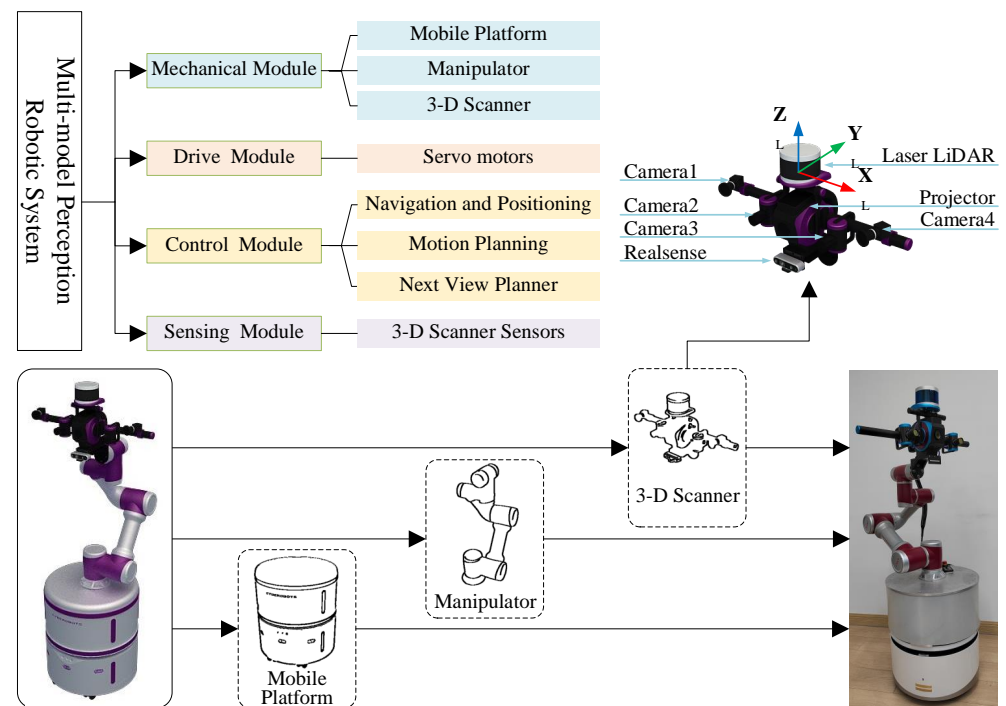 Multi-model Perception
Robotic System
Mechanical Module
Mobile Platform
Manipulator
3-D Scanner
Drive Module
Servo motors
Control Module
Navigation and Positioning
Motion Planning
Next View Planner
Sensing Module
3-D Scanner Sensors
Z
L
Y
L
X
L
Laser LiDAR
Camera1
Projector
Camera2
Camera4
Camera3
Realsense
3-D Scanner
Manipulator
Mobile
Platform